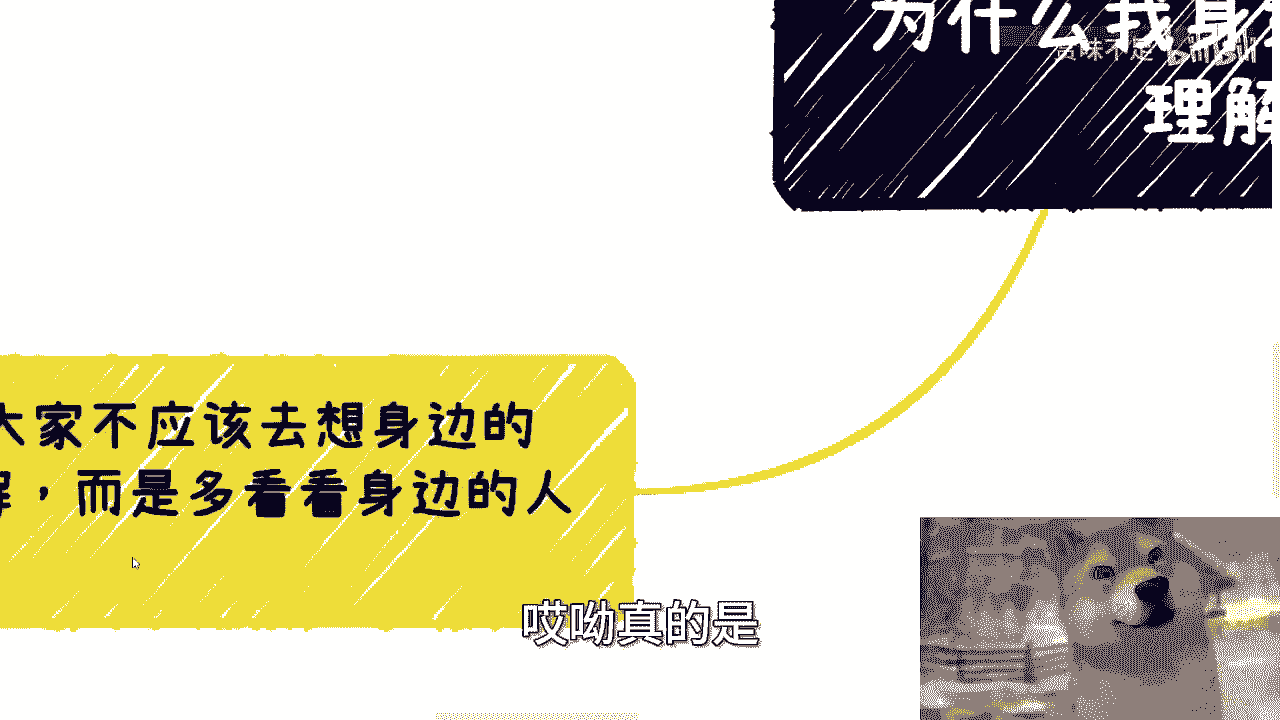 为什么我身
理解
大家不应该去想身边的
解，而是多看看身边的人
哎呦真的是